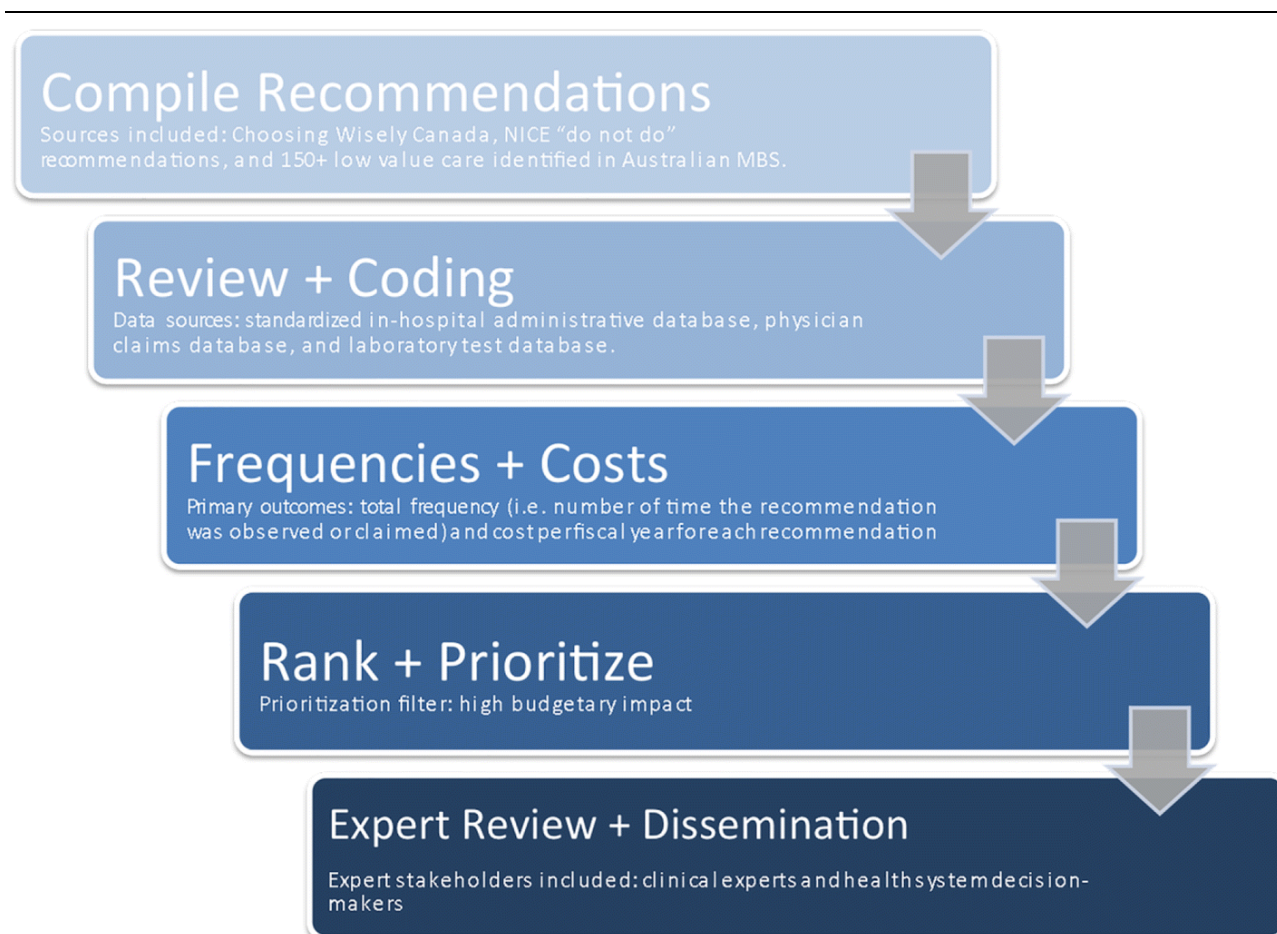 Compile Recommendations
Sources included: Choosing Wisely Canada, NICE “do not do”
recommendations, and 150+ low value care identified in Australian MBS.
Review + Coding
Data sources: standardized in-hospital administrative database, physician
claims database, and laboratory test database.
Frequencies + Costs
Primary outcomes: total frequency (i.e. number of time the recommendation
was observed or claimed) and cost per fiscal year for each recommendation
Rank + Prioritize
Prioritization filter: high budgetary impact
Expert Review + Dissemination
Expert stakeholders included: clinical experts and health system decision-
makers